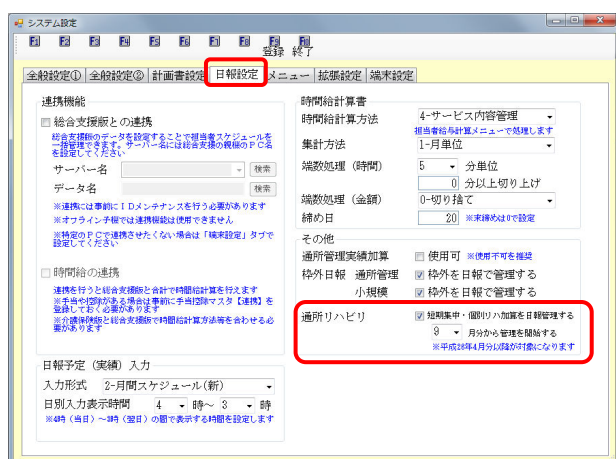 システム設定
F1 F2 F3 F4 F5 F6 F7 F8 F9 F10
登録 終了
全般設定① 全般設定② 計画書設定 日報設定 メニュー 拡張設定 端末設定
連携機能
総合支援版との連携
総合支援版のデータを設定することで担当者スケジュールを
一括管理できます。サーバー名には総合支援の親機のPC名
を設定してください
サーバー名 検索
データ名 検索
※連携には事前にIDメンテナンスを行う必要があります
※オフライン子機では連携機能は使用できません
※特定のPCで連携させたくない場合は「端末設定」タブで
設定してください
時間給の連携
連携を行うと総合支援版と合計で時間給計算を行えます
※手当や控除がある場合は事前に手当控除マスタ【連携】を
登録しておく必要があります
※介護保険版と総合支援版で時間給計算方法等を合わせる必
要があります
日報予定(実績)入力
入力形式 2-月間スケジュール(新)
日別入力表示時間 4 時~ 3 時
※4時(当日)~3時(翌日)の間で表示する時間を設定します
時間給計算書
時間給計算方法 4-サービス内容管理
担当者給与計算メニューで処理します
集計方法 1-月単位
端数処理(時間) 5 分単位
0 分以上切り上げ
端数処理(金額) 0-切り捨て
締め日 20 ※末締めは0で設定
その他
通所管理実績加算 使用可 ※使用不可を推奨
枠外日報 通所管理 枠外を日報で管理する
小規模 枠外を日報で管理する
通所リハビリ 短期集中・個別リハ加算を日報管理する
9 月分から管理を開始する
※平成28年4月分以降が対象になります